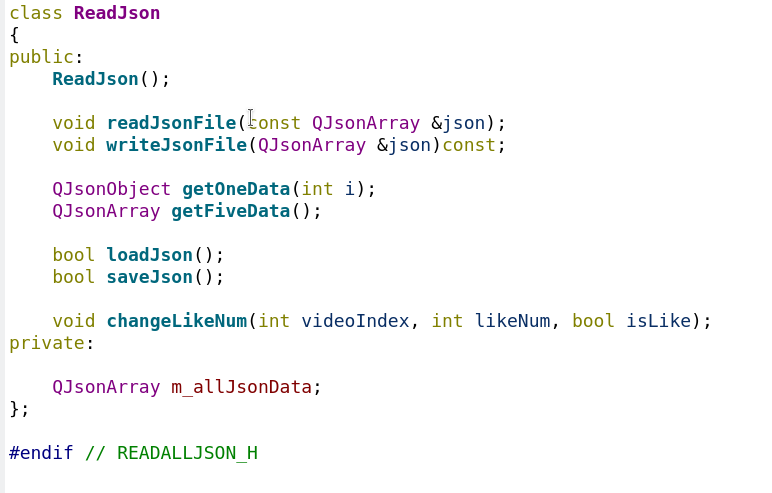 class ReadJson
{
public:
    ReadJson();

    void readJsonFile(const QJsonArray &json);
    void writeJsonFile(QJsonArray &json)const;

    QJsonObject getOneData(int i);
    QJsonArray getFiveData();

    bool loadJson();
    bool saveJson();

    void changeLikeNum(int videoIndex, int likeNum, bool isLike);
private:

    QJsonArray m_allJsonData;
};

#endif // READALLJSON_H